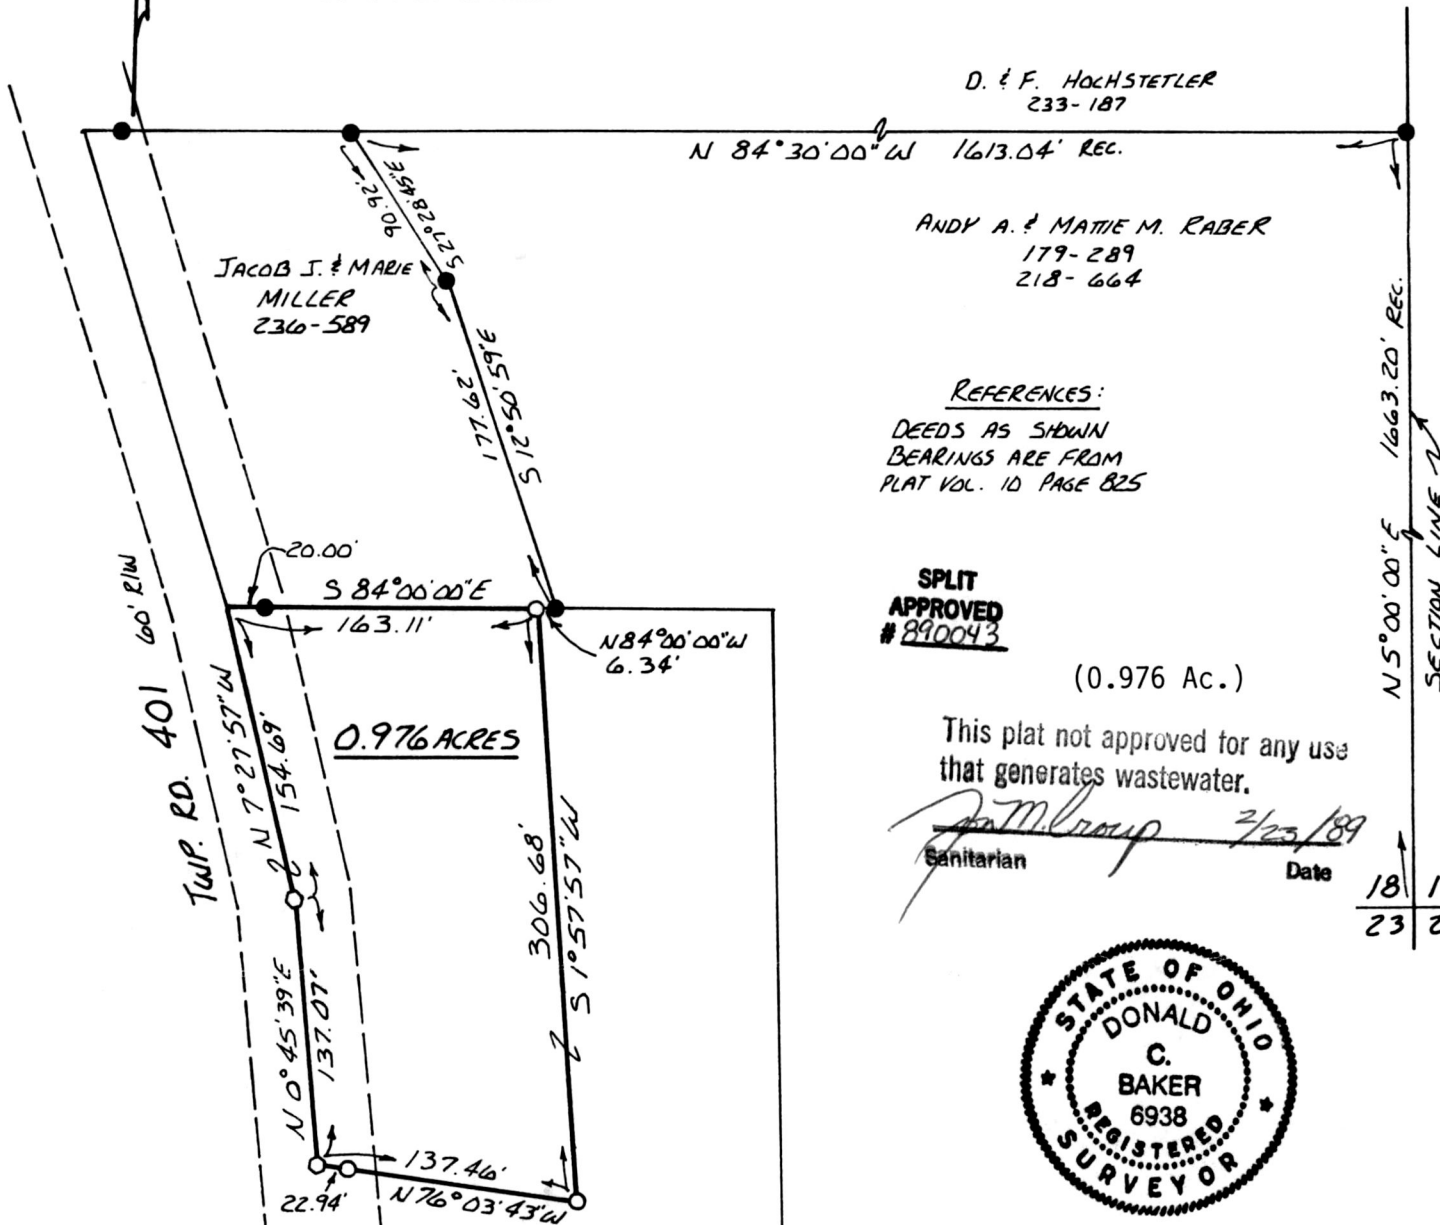 D. & F. HOCHSTETLER
233-187
N 84°30'00" W 1613.04' REC.
S 27°28'45"E
90.92'
ANDY A. & MATTIE M. RABER
179-289
218-664
JACOB J. & MARIE
MILLER
236-589
S 12°50'59"E
177.62'
REFERENCES:
DEEDS AS SHOWN
BEARINGS ARE FROM
PLAT VOL. 10 PAGE 825
N 5°00'00" E 1663.20' REC.
SECTION LINE
20.00'
S 84°00'00"E
163.11'
N 84°00'00"W
6.34'
SPLIT
APPROVED
# 890043
(0.976 Ac.)
TWP. RD. 401 60' R/W
N 7°27'57"W
154.69'
0.976 ACRES
306.68'
S 1°57'57"W
This plat not approved for any use
that generates wastewater.
2/23/89
Sanitarian Date
18
23
N 0°45'39"E
137.07'
22.94'
137.46'
N 76°03'43"W
STATE OF OHIO
DONALD
C.
BAKER
6938
REGISTERED
SURVEYOR